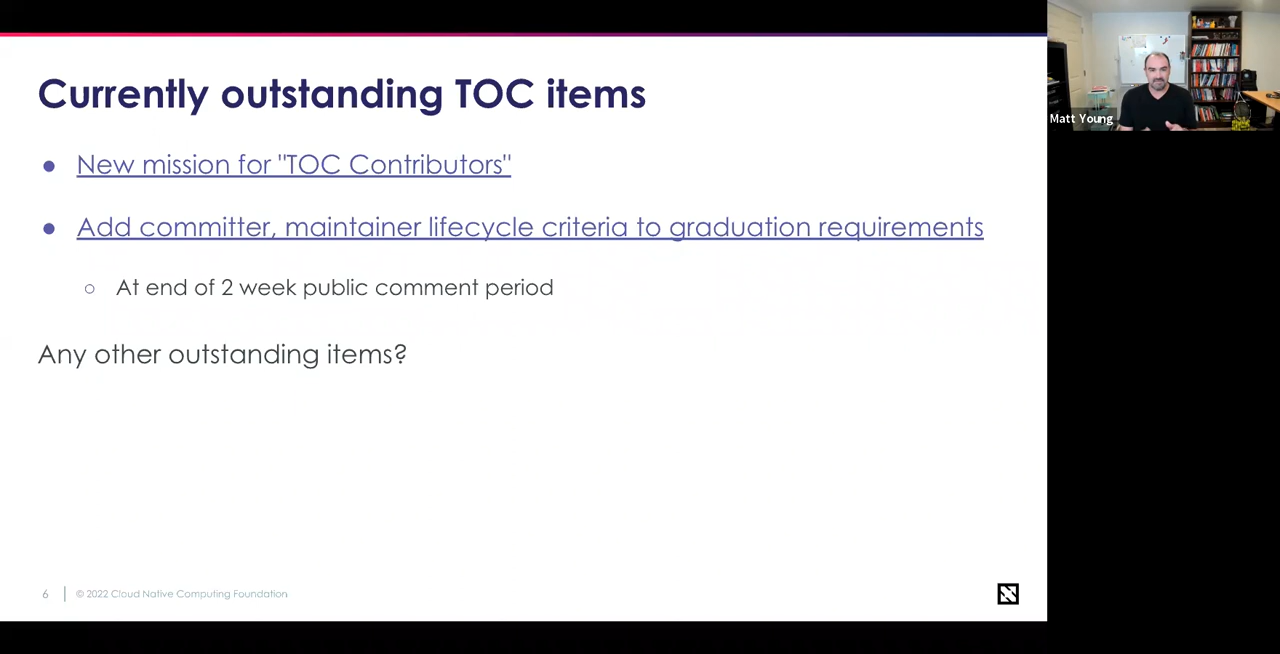 Currently outstanding TOC items
● New mission for "TOC Contributors"
● Add committer, maintainer lifecycle criteria to graduation requirements
○ At end of 2 week public comment period
Any other outstanding items?
6 | © 2022 Cloud Native Computing Foundation
Matt Young